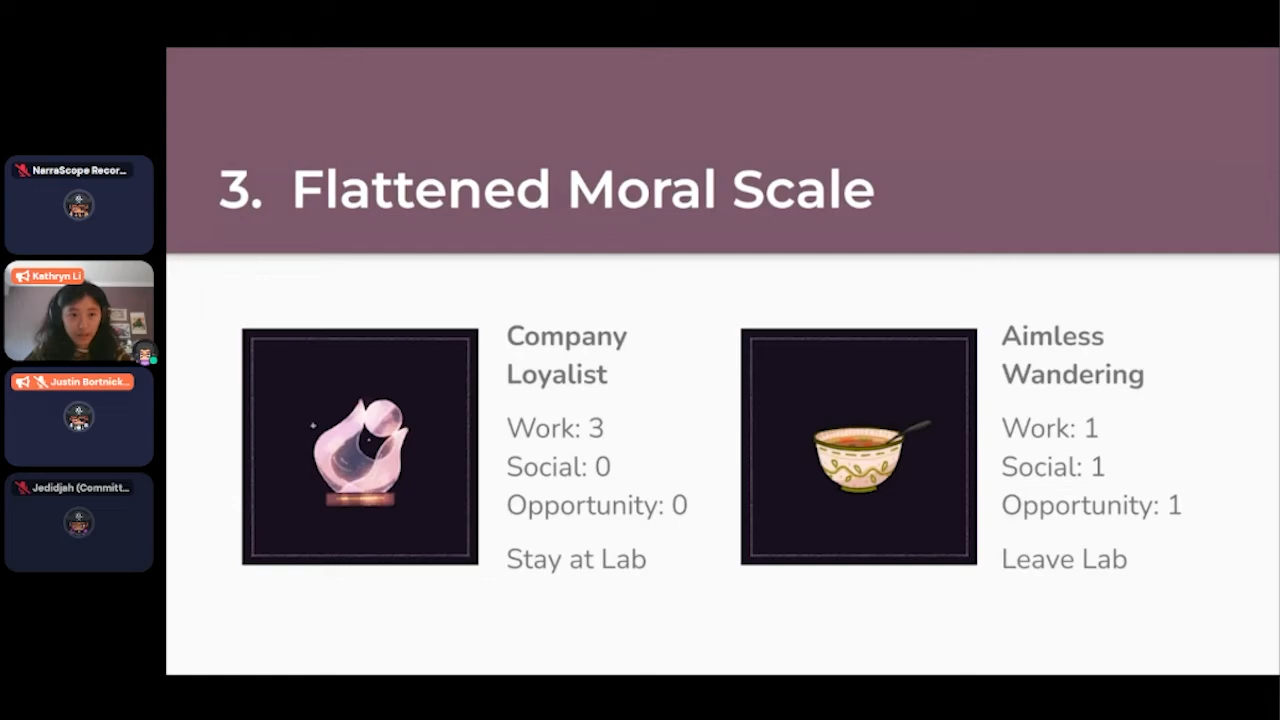 NarraScope Recor...
Kathryn Li
Justin Bortnick...
Jedidjah (Committ...
3. Flattened Moral Scale
Company
Loyalist
Work: 3
Social: 0
Opportunity: 0
Stay at Lab
Aimless
Wandering
Work: 1
Social: 1
Opportunity: 1
Leave Lab